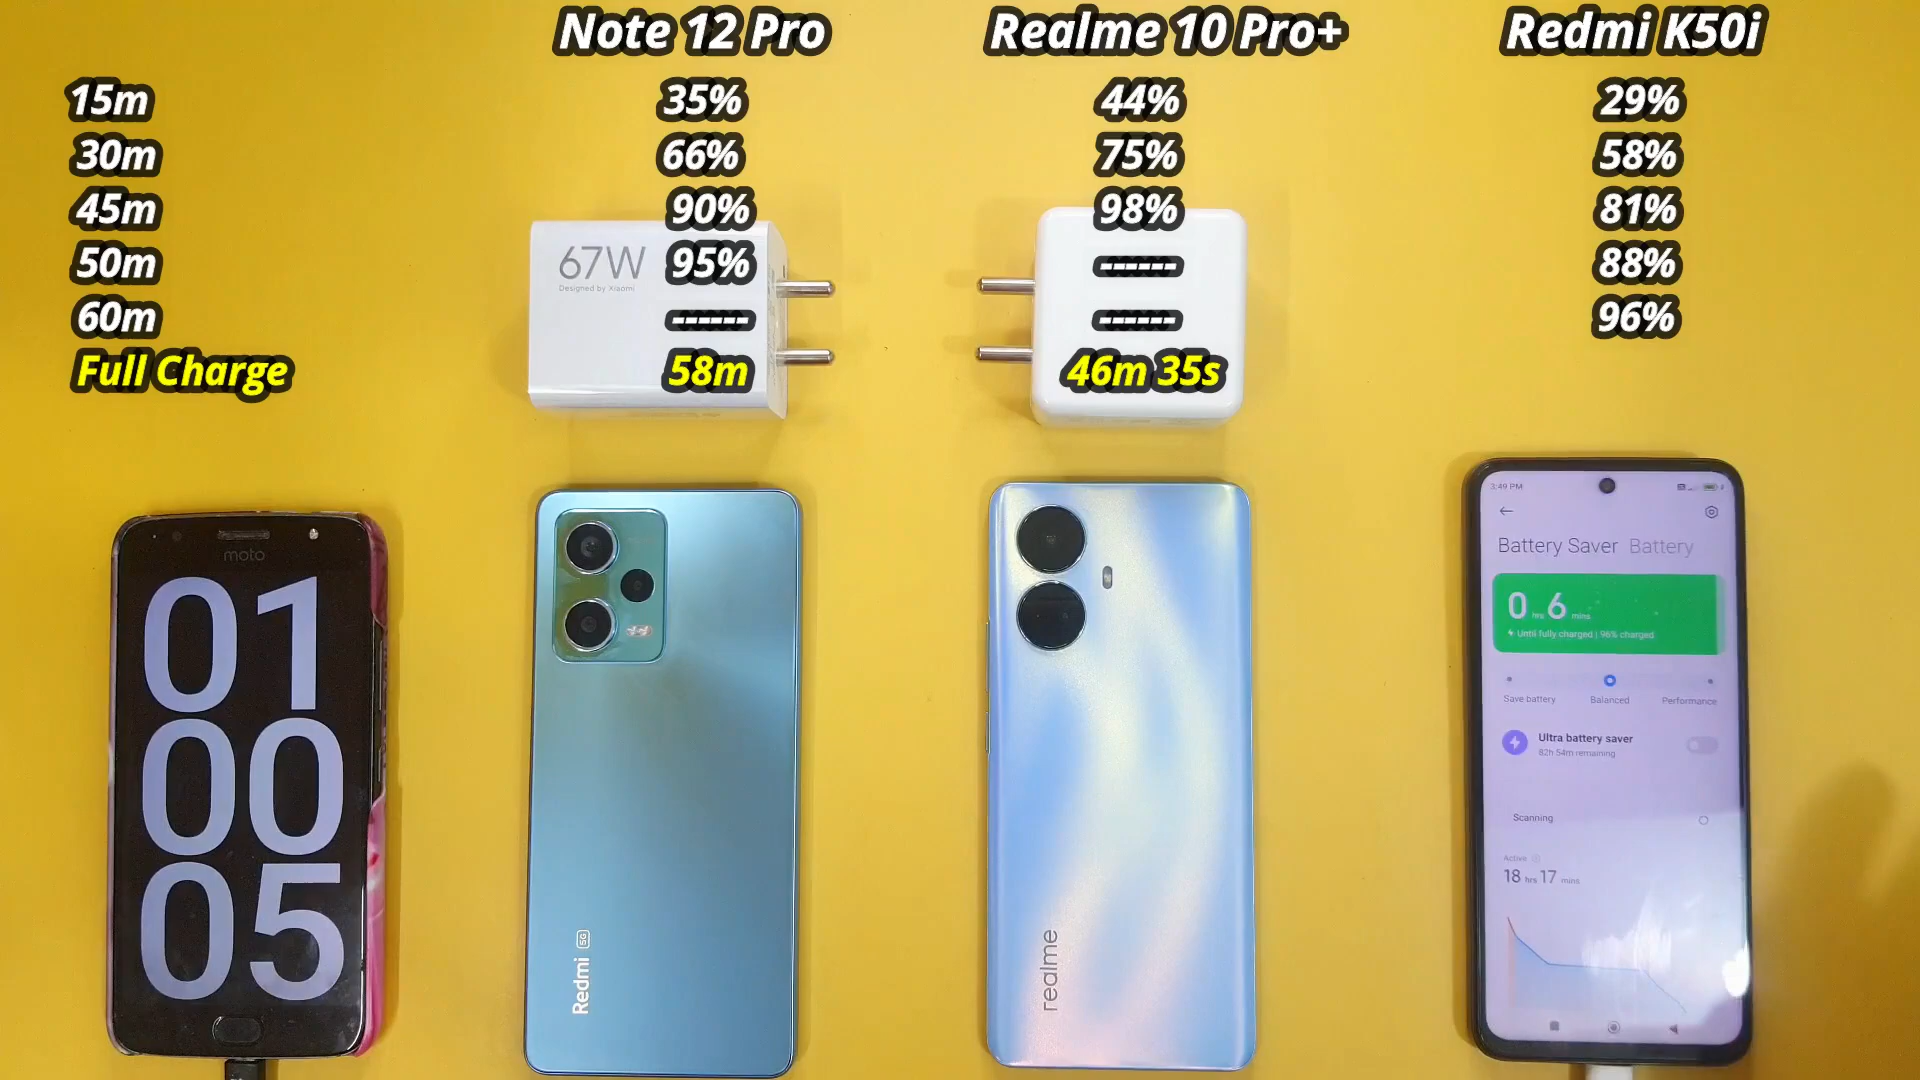 Note 12 Pro Realme 10 Pro+ Redmi K50i
15m 35% 44% 29%
30m 66% 75% 58%
45m 90% 98% 81%
50m 95% ------ 88%
60m ------ ------ 96%
Full Charge 58m 46m 35s
67W
Designed by Xiaomi
moto
01
00
05
Redmi 5G
realme
3:49 PM
Battery Saver Battery
0 hrs 6 mins
Until fully charged | 96% charged
Save battery Balanced Performance
Ultra battery saver
82h 54m remaining
Scanning
Active
18 hrs 17 mins